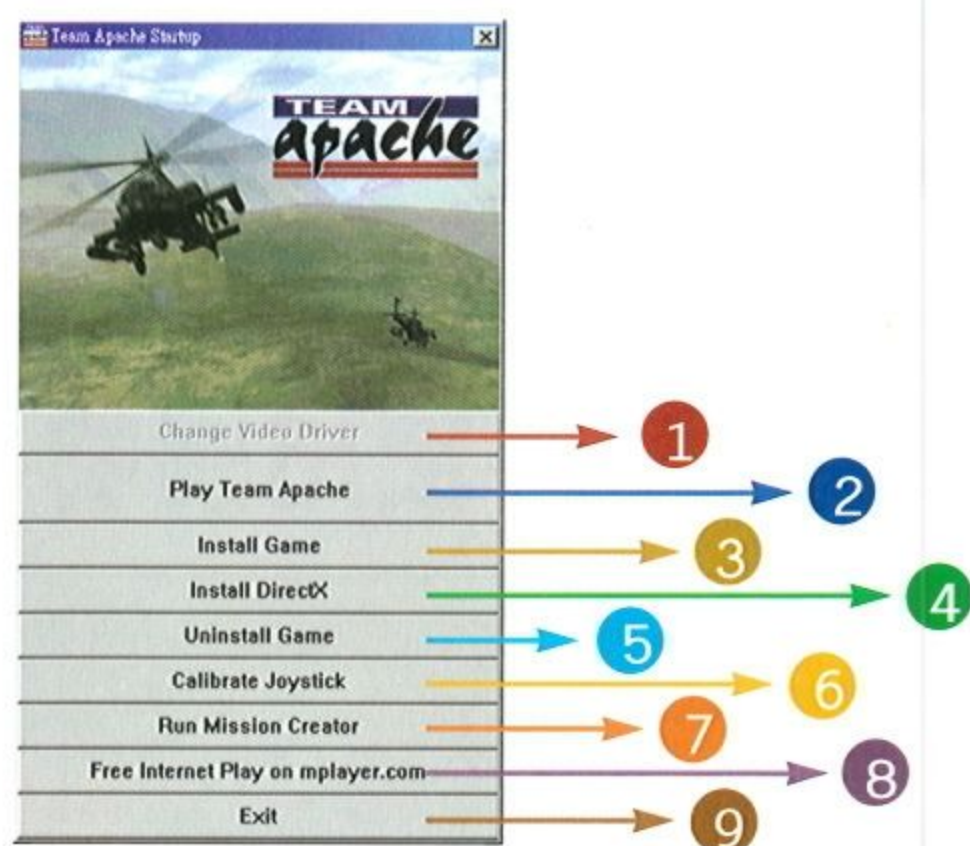 Team Apache Startup
TEAM
apache
Change Video Driver 1
Play Team Apache 2
Install Game 3
Install DirectX 4
Uninstall Game 5
Calibrate Joystick 6
Run Mission Creator 7
Free Internet Play on mplayer.com 8
Exit 9